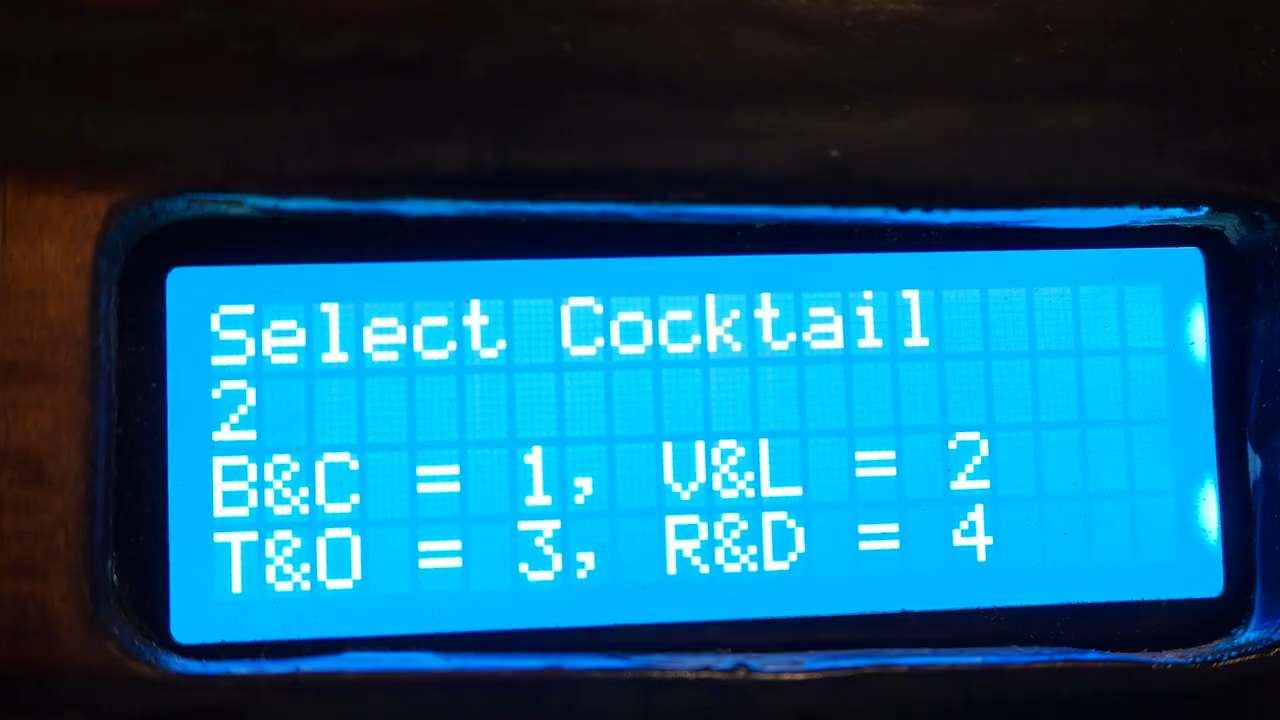 Select Cocktail
2
B&C = 1, V&L = 2
T&O = 3, R&D = 4